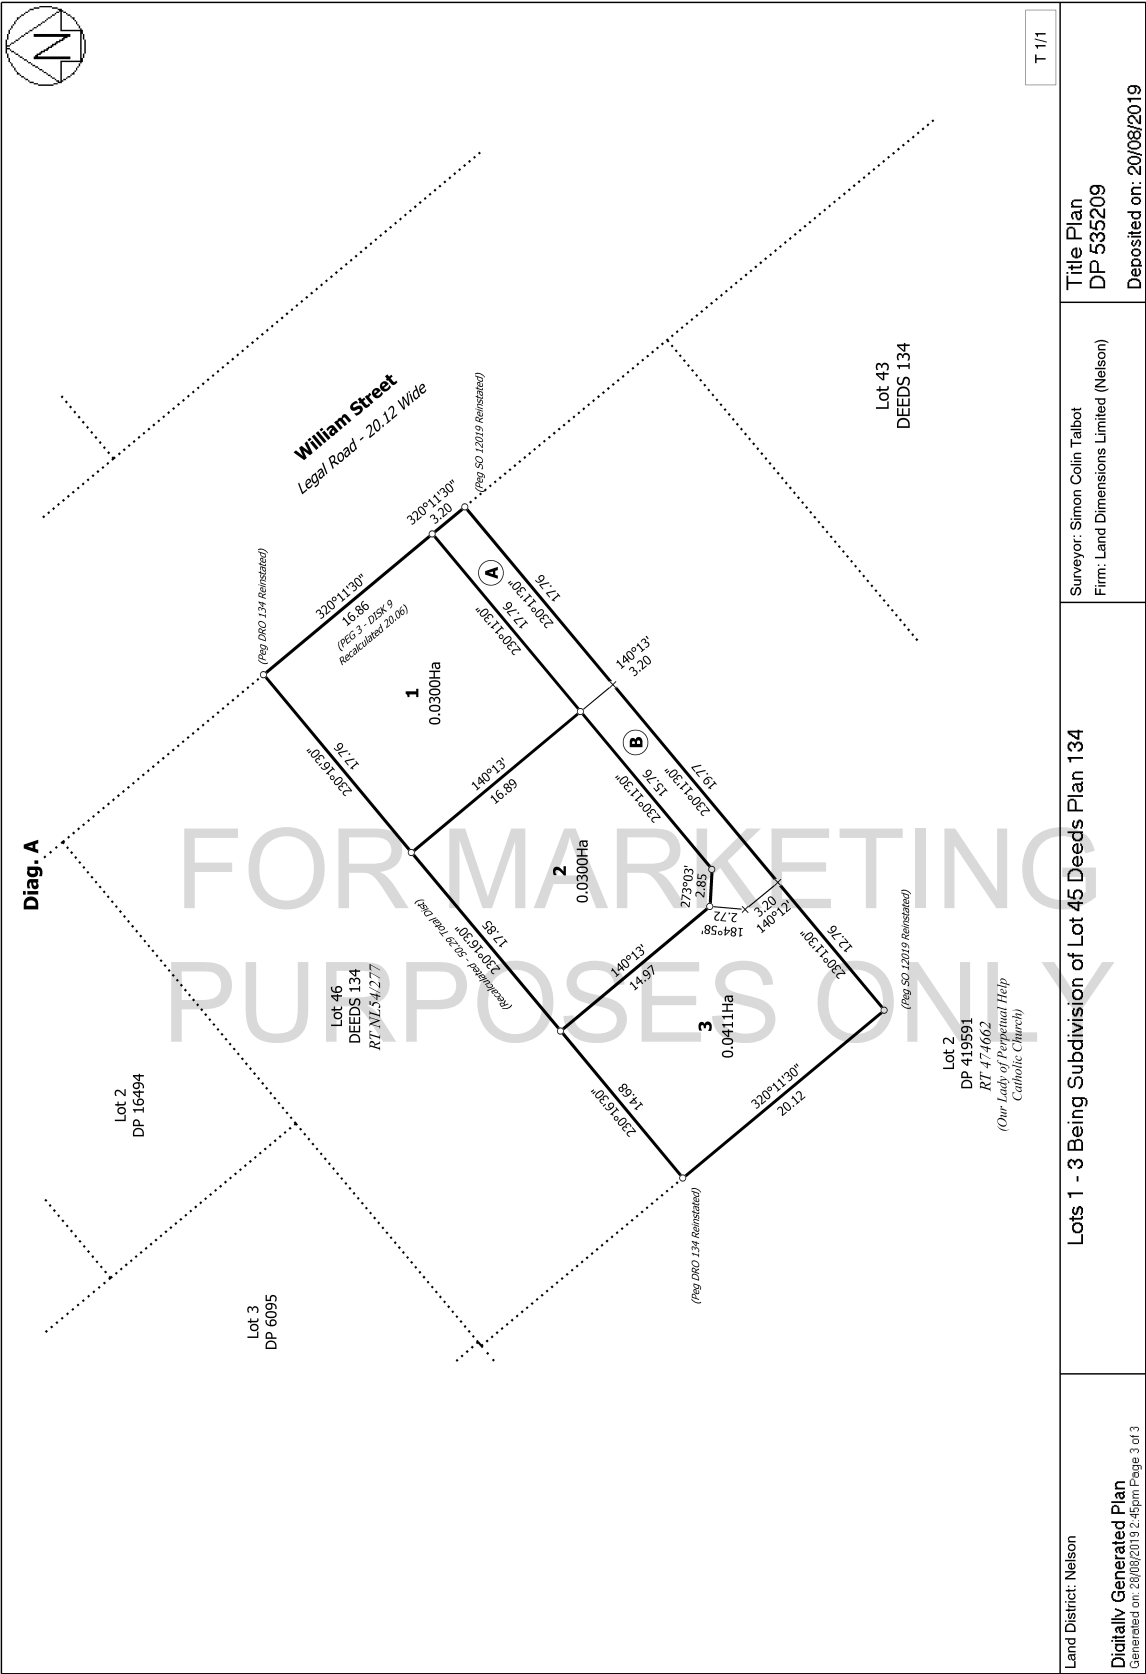 Diag. A
N
T 1/1
William Street
Legal Road - 20.12 Wide
Lot 2
DP 16494
Lot 3
DP 6095
Lot 46
DEEDS 134
RT NL54/277
Lot 43
DEEDS 134
Lot 2
DP 419591
RT 474662
(Our Lady of Perpetual Help
Catholic Church)
(Peg DRO 134 Reinstated)
320°11'30"
16.86
(PEG 3 - DISK 9
Recalculated 20.06)
320°11'30"
3.20
(Peg SO 12019 Reinstated)
1
0.0300Ha
230°16'30"
17.76
140°13'
16.89
A
230°11'30"
17.76
230°11'30"
17.76
140°13'
3.20
2
0.0300Ha
B
230°11'30"
15.76
230°11'30"
19.77
273°03'
2.85
184°58'
2.72
3.20
140°12'
230°16'30"
17.85
(Recalculated - 50.29 Total Dist)
140°13'
14.97
3
0.0411Ha
230°16'30"
14.68
230°11'30"
12.76
320°11'30"
20.12
(Peg SO 12019 Reinstated)
(Peg DRO 134 Reinstated)
FOR MARKETING
PURPOSES ONLY
Land District: Nelson
Digitally Generated Plan
Generated on: 28/08/2019 2:45pm Page 3 of 3
Lots 1 - 3 Being Subdivision of Lot 45 Deeds Plan 134
Surveyor: Simon Colin Talbot
Firm: Land Dimensions Limited (Nelson)
Title Plan
DP 535209
Deposited on: 20/08/2019